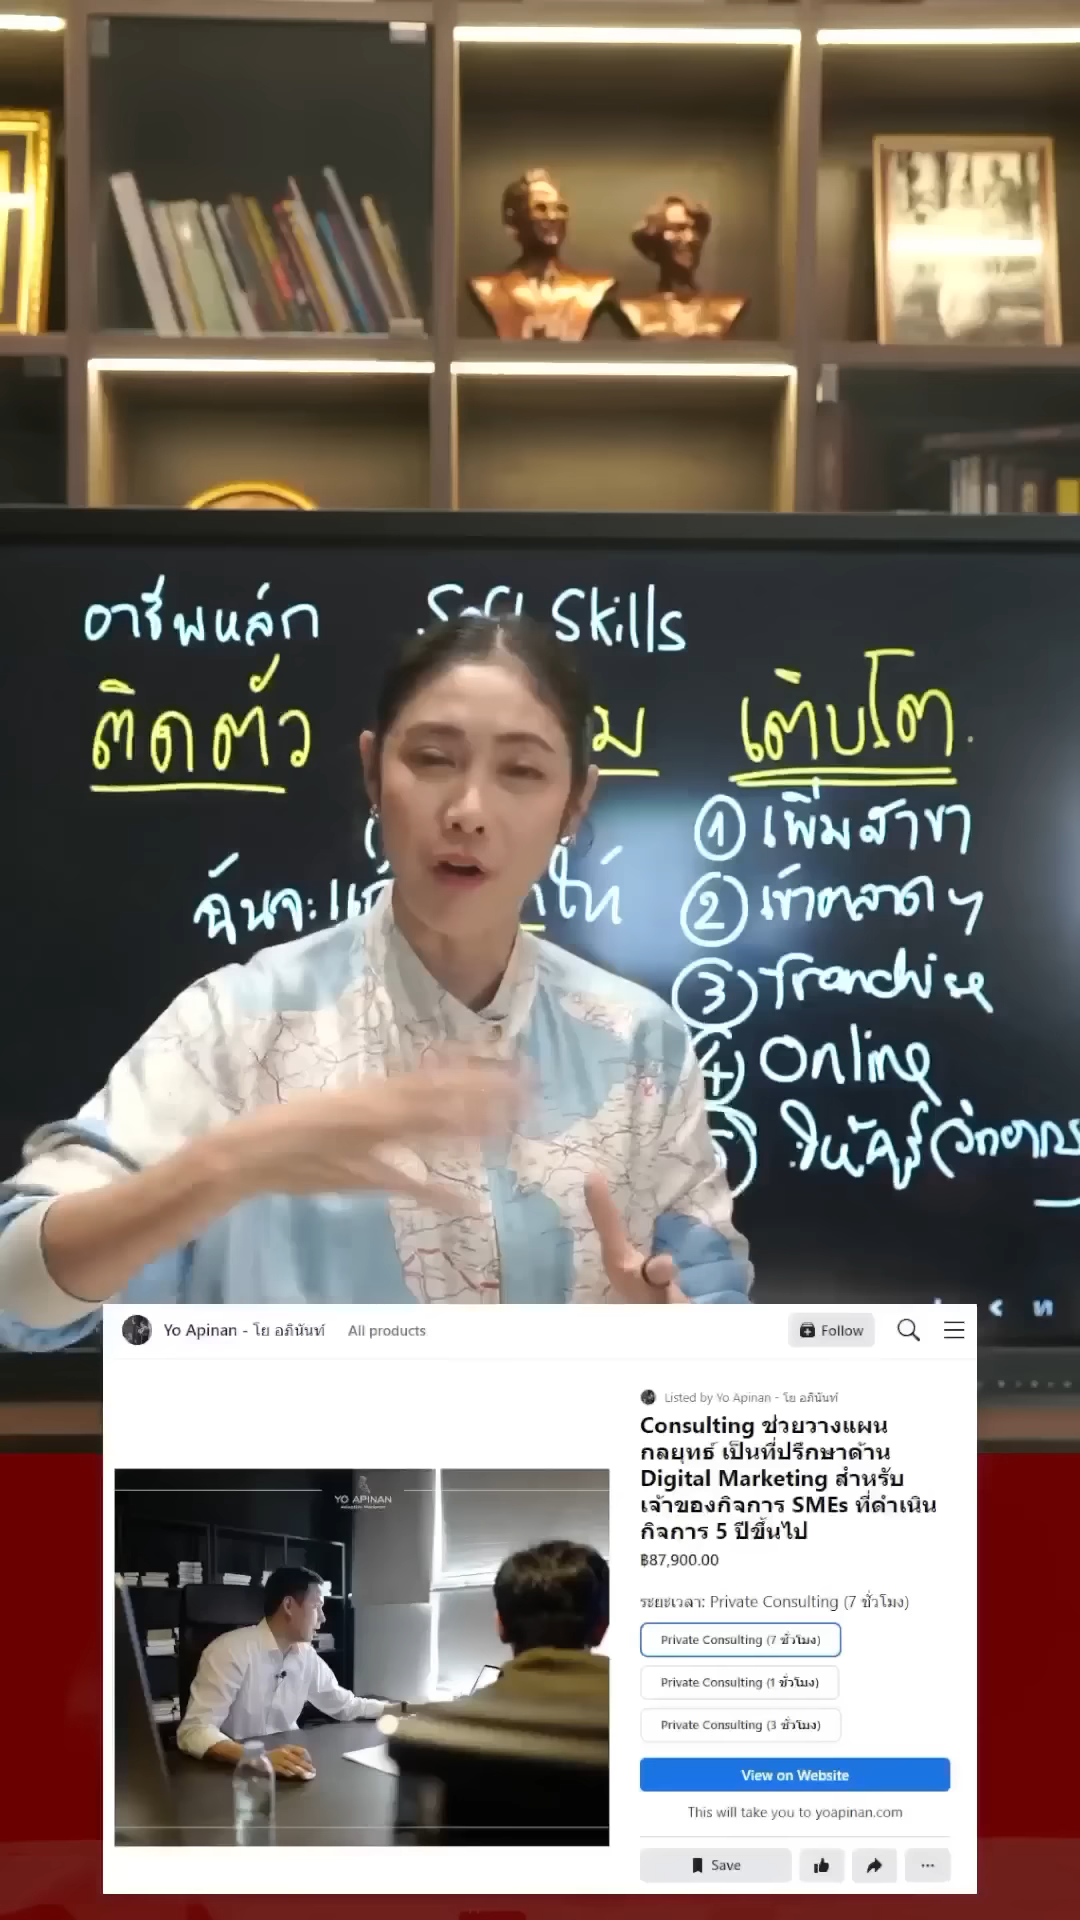 อาชีพหลัก
Soft Skills
ติดตัว
ม
เติบโต.
① เพิ่มสาขา
② เข้าตลาดฯ
③ Franchise
④ Online
ฉันจะ
ให้
Yo Apinan - โย อภินันท์
All products
Follow
Listed by Yo Apinan - โย อภินันท์
Consulting ช่วยวางแผน
กลยุทธ์ เป็นที่ปรึกษาด้าน
Digital Marketing สำหรับ
เจ้าของกิจการ SMEs ที่ดำเนิน
กิจการ 5 ปีขึ้นไป
฿87,900.00
ระยะเวลา: Private Consulting (7 ชั่วโมง)
Private Consulting (7 ชั่วโมง)
Private Consulting (1 ชั่วโมง)
Private Consulting (3 ชั่วโมง)
View on Website
This will take you to yoapinan.com
Save
YO APINAN